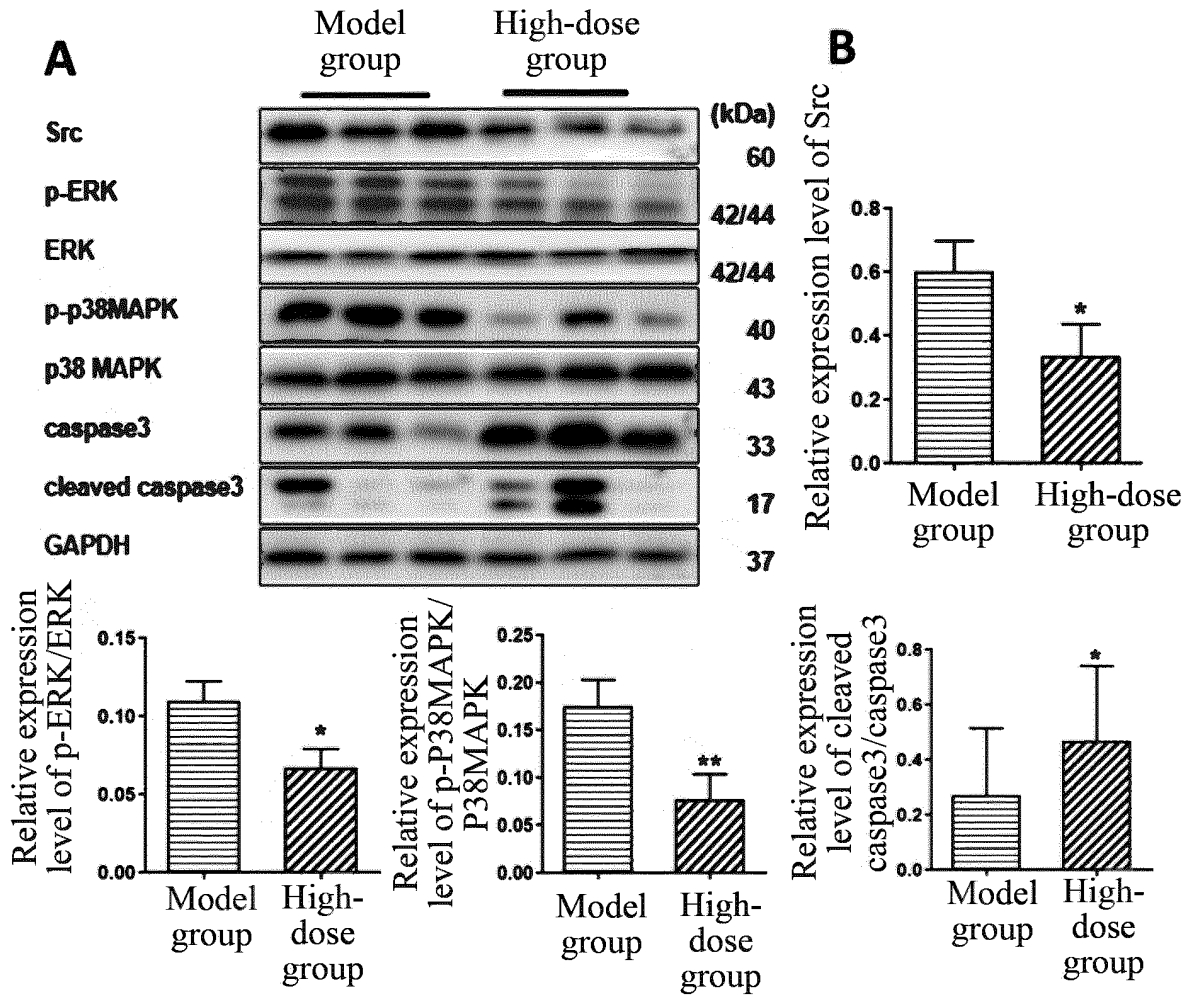 A
Model
group
High-dose
group
(kDa)
Src
60
p-ERK
42/44
ERK
42/44
p-p38MAPK
40
p38 MAPK
43
caspase3
33
cleaved caspase3
17
GAPDH
37
B
Relative expression level of Src
0.8
0.6
0.4
0.2
0.0
*
Model
group
High-dose
group
Relative expression
level of p-ERK/ERK
0.15
0.10
0.05
0.00
*
Model
group
High-
dose
group
Relative expression
level of p-P38MAPK/
P38MAPK
0.25
0.20
0.15
0.10
0.05
0.00
**
Model
group
High-
dose
group
Relative expression
level of cleaved
caspase3/caspase3
0.8
0.6
0.4
0.2
0.0
*
Model
group
High-
dose
group